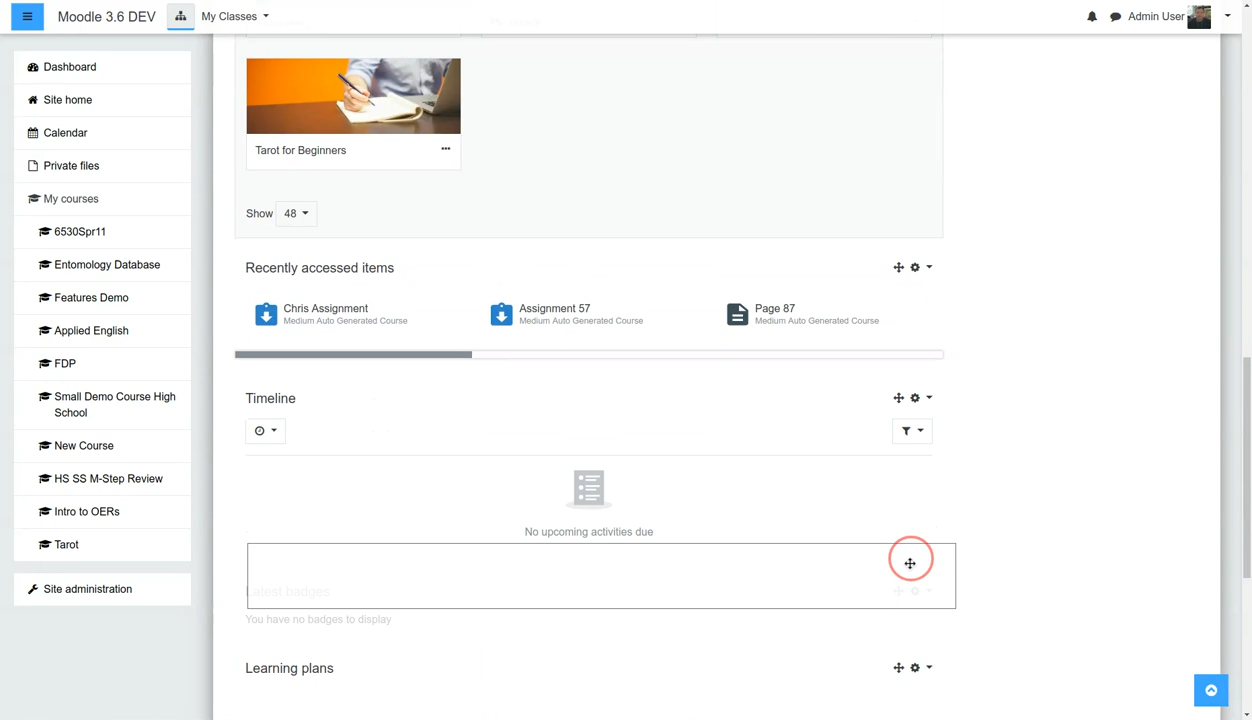 Moodle 3.6 DEV
My Classes
Admin User
Dashboard
Site home
Calendar
Private files
My courses
6530Spr11
Entomology Database
Features Demo
Applied English
FDP
Small Demo Course High
School
New Course
HS SS M-Step Review
Intro to OERs
Tarot
Site administration
Tarot for Beginners
Show 48
Recently accessed items
Chris Assignment
Medium Auto Generated Course
Assignment 57
Medium Auto Generated Course
Page 87
Medium Auto Generated Course
Timeline
No upcoming activities due
Latest badges
You have no badges to display
Learning plans